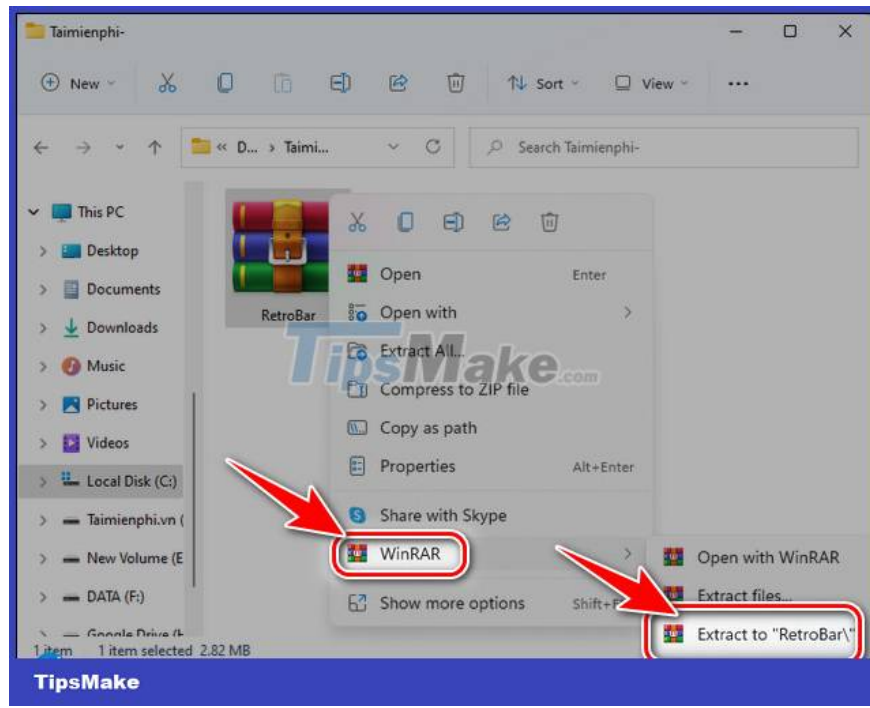 Taimienphi-
New
Sort
View
« D... › Taimi...
Search Taimienphi-
This PC
Desktop
Documents
Downloads
Music
Pictures
Videos
Local Disk (C:)
Taimienphi.vn (
New Volume (E
DATA (F:)
Google Drive (H
RetroBar
Open Enter
Open with
Extract All...
Compress to ZIP file
Copy as path
Properties Alt+Enter
Share with Skype
WinRAR
Show more options Shift+F
Open with WinRAR
Extract files...
Extract to "RetroBar\"
TipsMake.com
1 item 1 item selected 2.82 MB
TipsMake